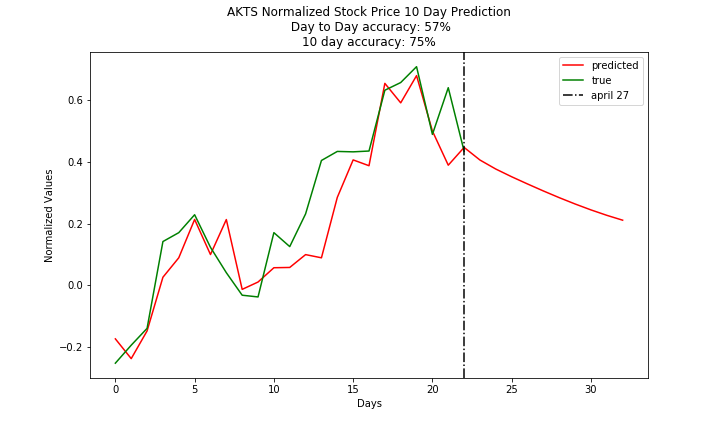 AKTS Normalized Stock Price 10 Day Prediction
Day to Day accuracy: 57%
10 day accuracy: 75%
predicted
true
april 27
Normalized Values
0.6
0.4
0.2
0.0
−0.2
0
5
10
15
20
25
30
Days